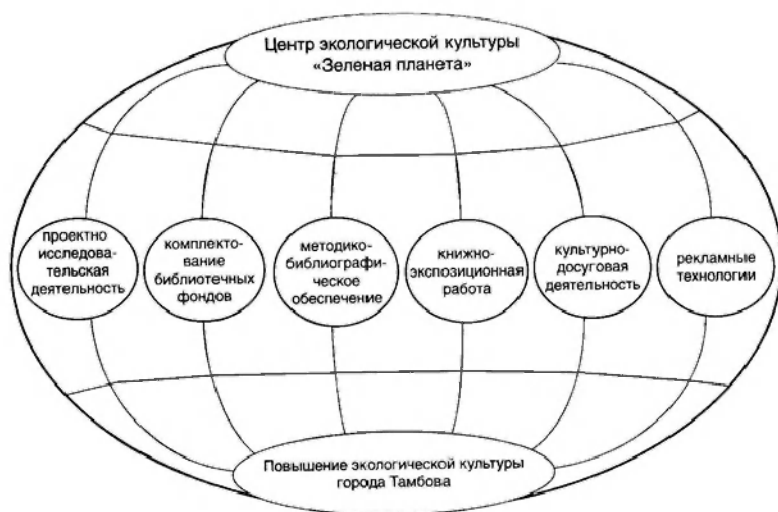 Центр экологической культуры
«Зеленая планета»
проектно
исследова-
тельская
деятельность
комплекто-
вание
библиотечных
фондов
методико-
библиографи-
ческое
обеспечение
книжно-
экспозиционная
работа
культурно-
досуговая
деятельность
рекламные
технологии
Повышение экологической культуры
города Тамбова